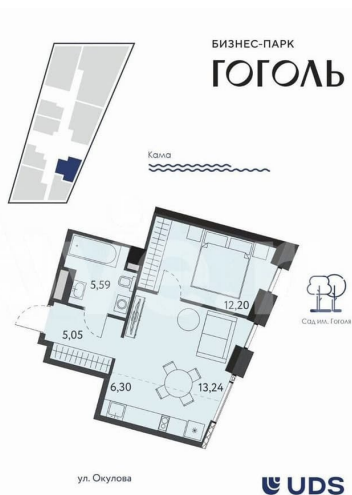 БИЗНЕС-ПАРК
ГОГОЛЬ
Кама
5,59
12,20
Сад им. Гоголя
5,05
6,30
13,24
ул. Окулова
UDS